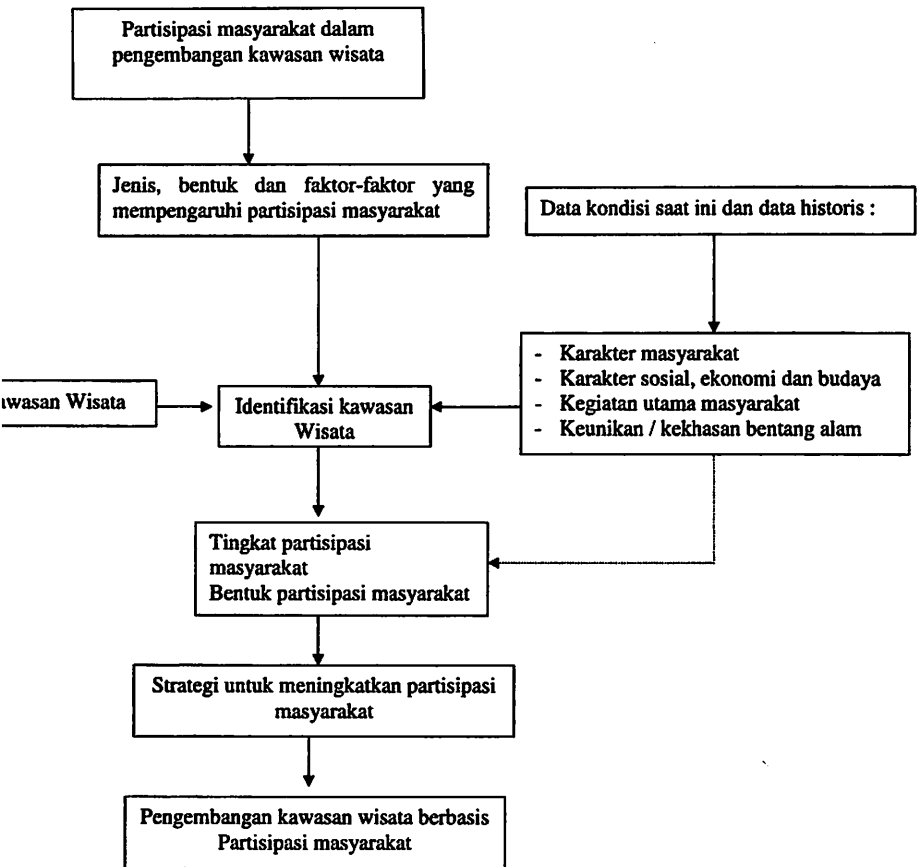 Partisipasi masyarakat dalam
pengembangan kawasan wisata
Jenis, bentuk dan faktor-faktor yang
mempengaruhi partisipasi masyarakat
Data kondisi saat ini dan data historis :
- Karakter masyarakat
- Karakter sosial, ekonomi dan budaya
- Kegiatan utama masyarakat
- Keunikan / kekhasan bentang alam
Wisata
Identifikasi kawasan
Wisata
Tingkat partisipasi
masyarakat
Bentuk partisipasi masyarakat
Strategi untuk meningkatkan partisipasi
masyarakat
Pengembangan kawasan wisata berbasis
Partisipasi masyarakat